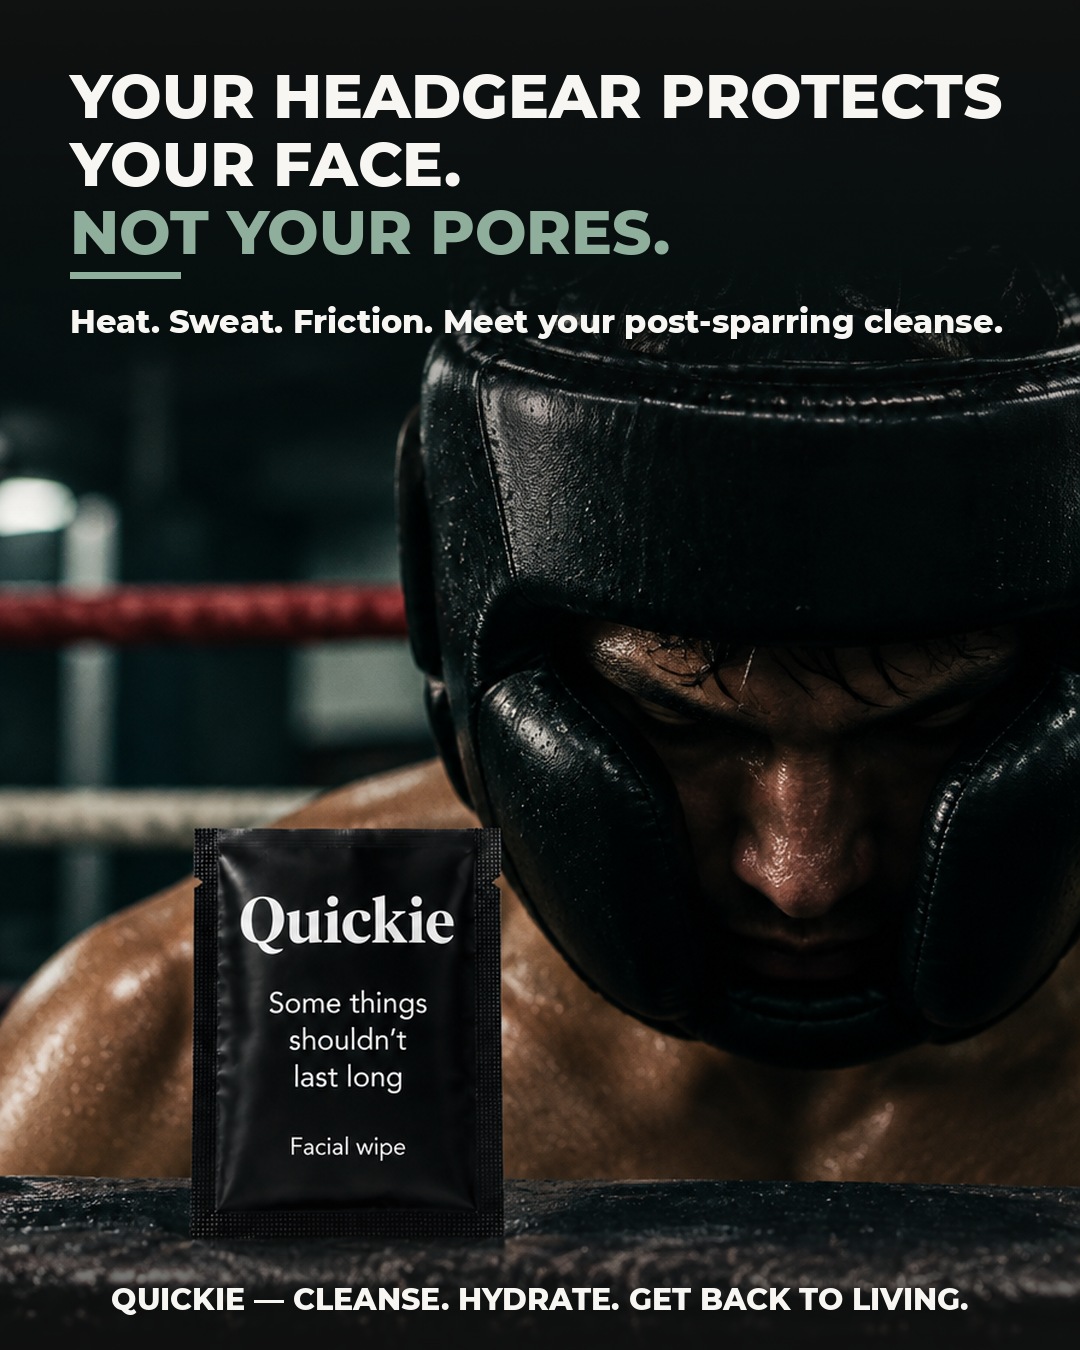 YOUR HEADGEAR PROTECTS
YOUR FACE.
NOT YOUR PORES.
Heat. Sweat. Friction. Meet your post-sparring cleanse.
Quickie
Some things
shouldn't
last long
Facial wipe
QUICKIE — CLEANSE. HYDRATE. GET BACK TO LIVING.